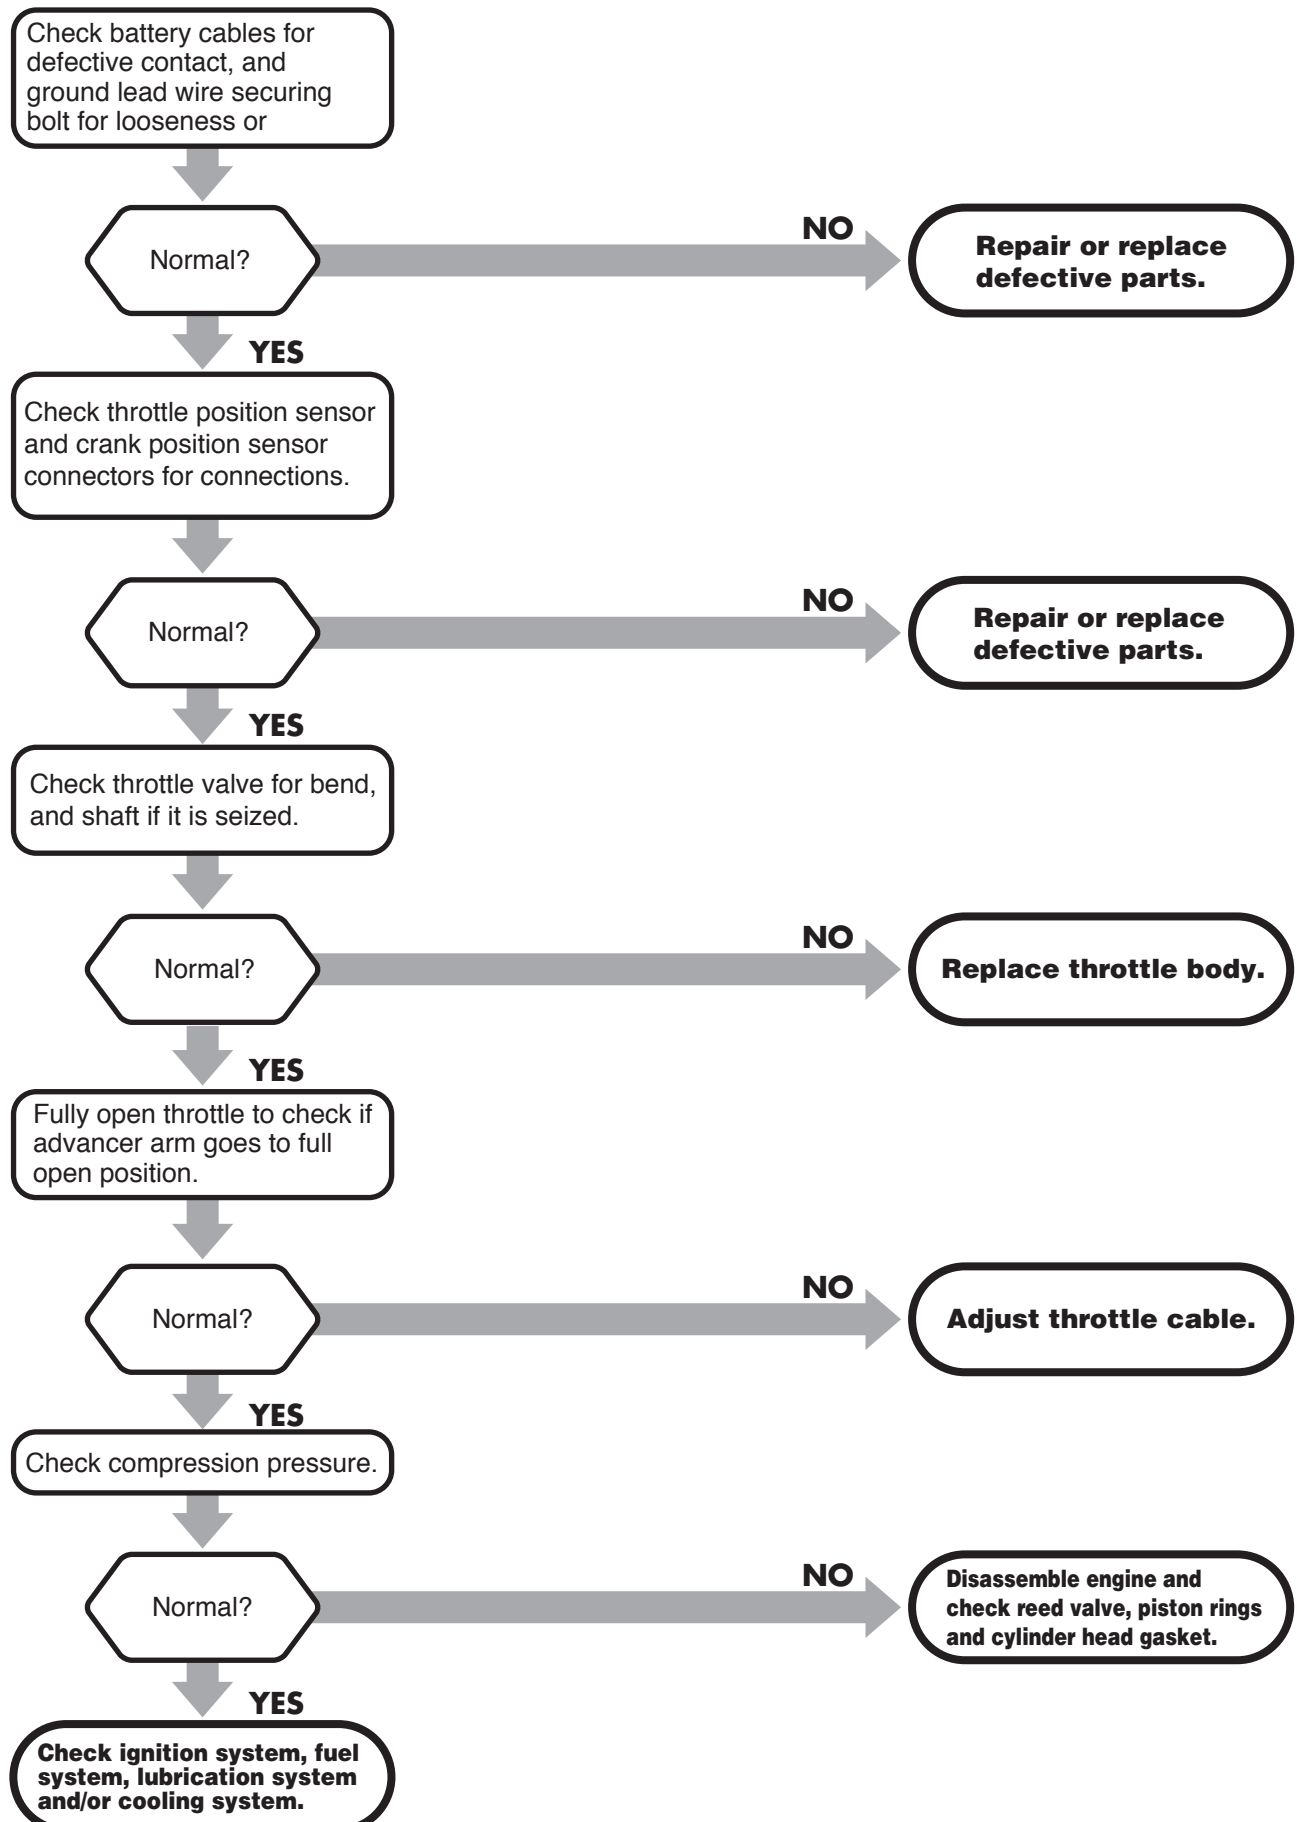 Check battery cables for
defective contact, and
ground lead wire securing
bolt for looseness or
Normal?
NO
Repair or replace
defective parts.
YES
Check throttle position sensor
and crank position sensor
connectors for connections.
Normal?
NO
Repair or replace
defective parts.
YES
Check throttle valve for bend,
and shaft if it is seized.
Normal?
NO
Replace throttle body.
YES
Fully open throttle to check if
advancer arm goes to full
open position.
Normal?
NO
Adjust throttle cable.
YES
Check compression pressure.
Normal?
NO
Disassemble engine and
check reed valve, piston rings
and cylinder head gasket.
YES
Check ignition system, fuel
system, lubrication system
and/or cooling system.